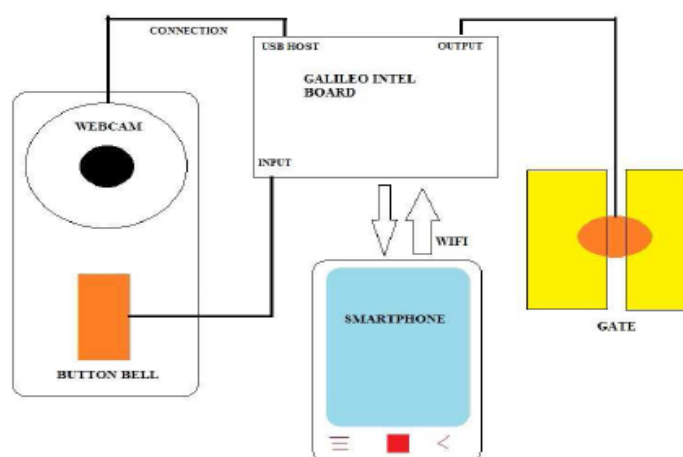 CONNECTION
USB HOST
OUTPUT
GALILEO INTEL
BOARD
WEBCAM
INPUT
WIFI
SMARTPHONE
GATE
BUTTON BELL